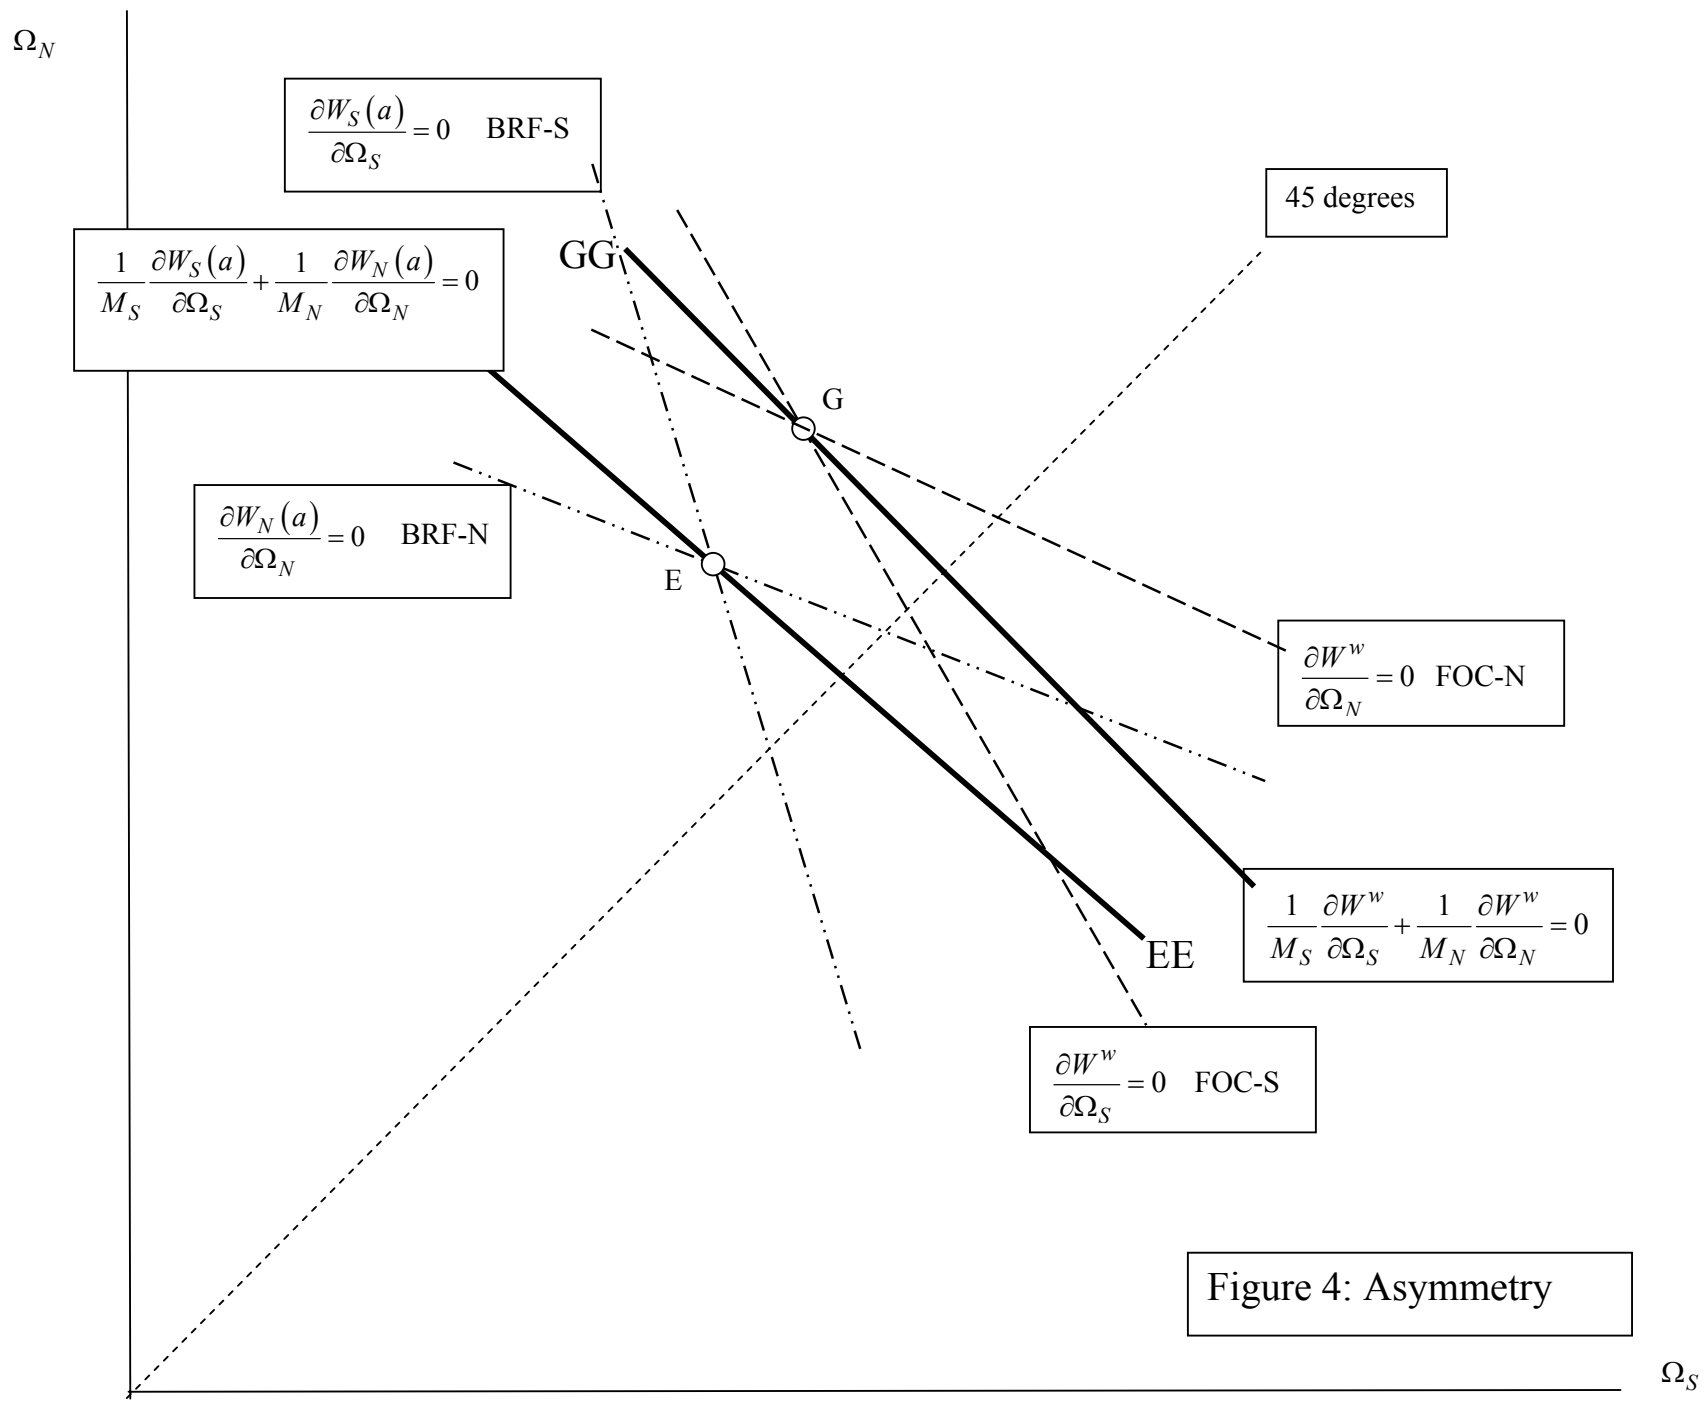 Ω_N
∂W_S(a)/∂Ω_S = 0 BRF-S
45 degrees
GG
1/M_S ∂W_S(a)/∂Ω_S + 1/M_N ∂W_N(a)/∂Ω_N = 0
G
∂W_N(a)/∂Ω_N = 0 BRF-N
E
∂W^w/∂Ω_N = 0 FOC-N
1/M_S ∂W^w/∂Ω_S + 1/M_N ∂W^w/∂Ω_N = 0
EE
∂W^w/∂Ω_S = 0 FOC-S
Figure 4: Asymmetry
Ω_S